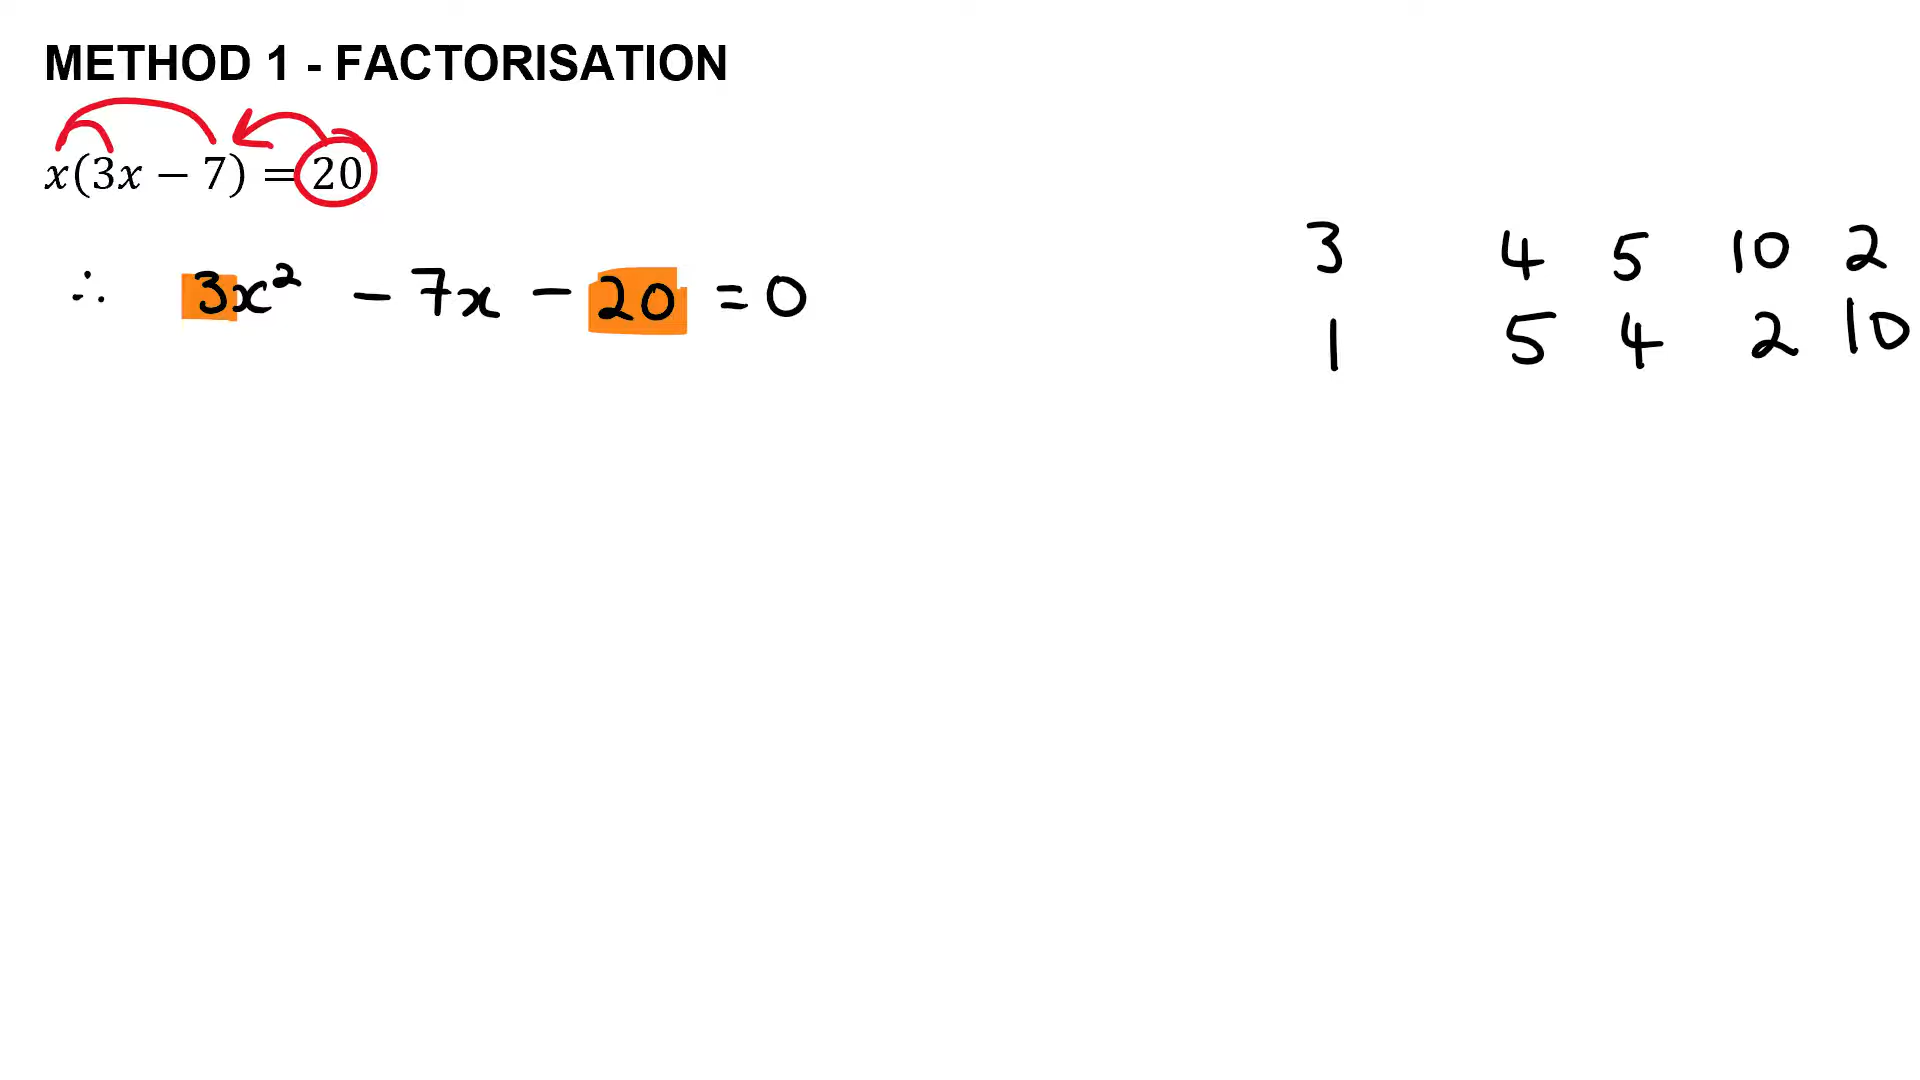 METHOD 1 - FACTORISATION
x(3x − 7) = 20
∴ 3x² − 7x − 20 = 0
3 4 5 10 2
1 5 4 2 10